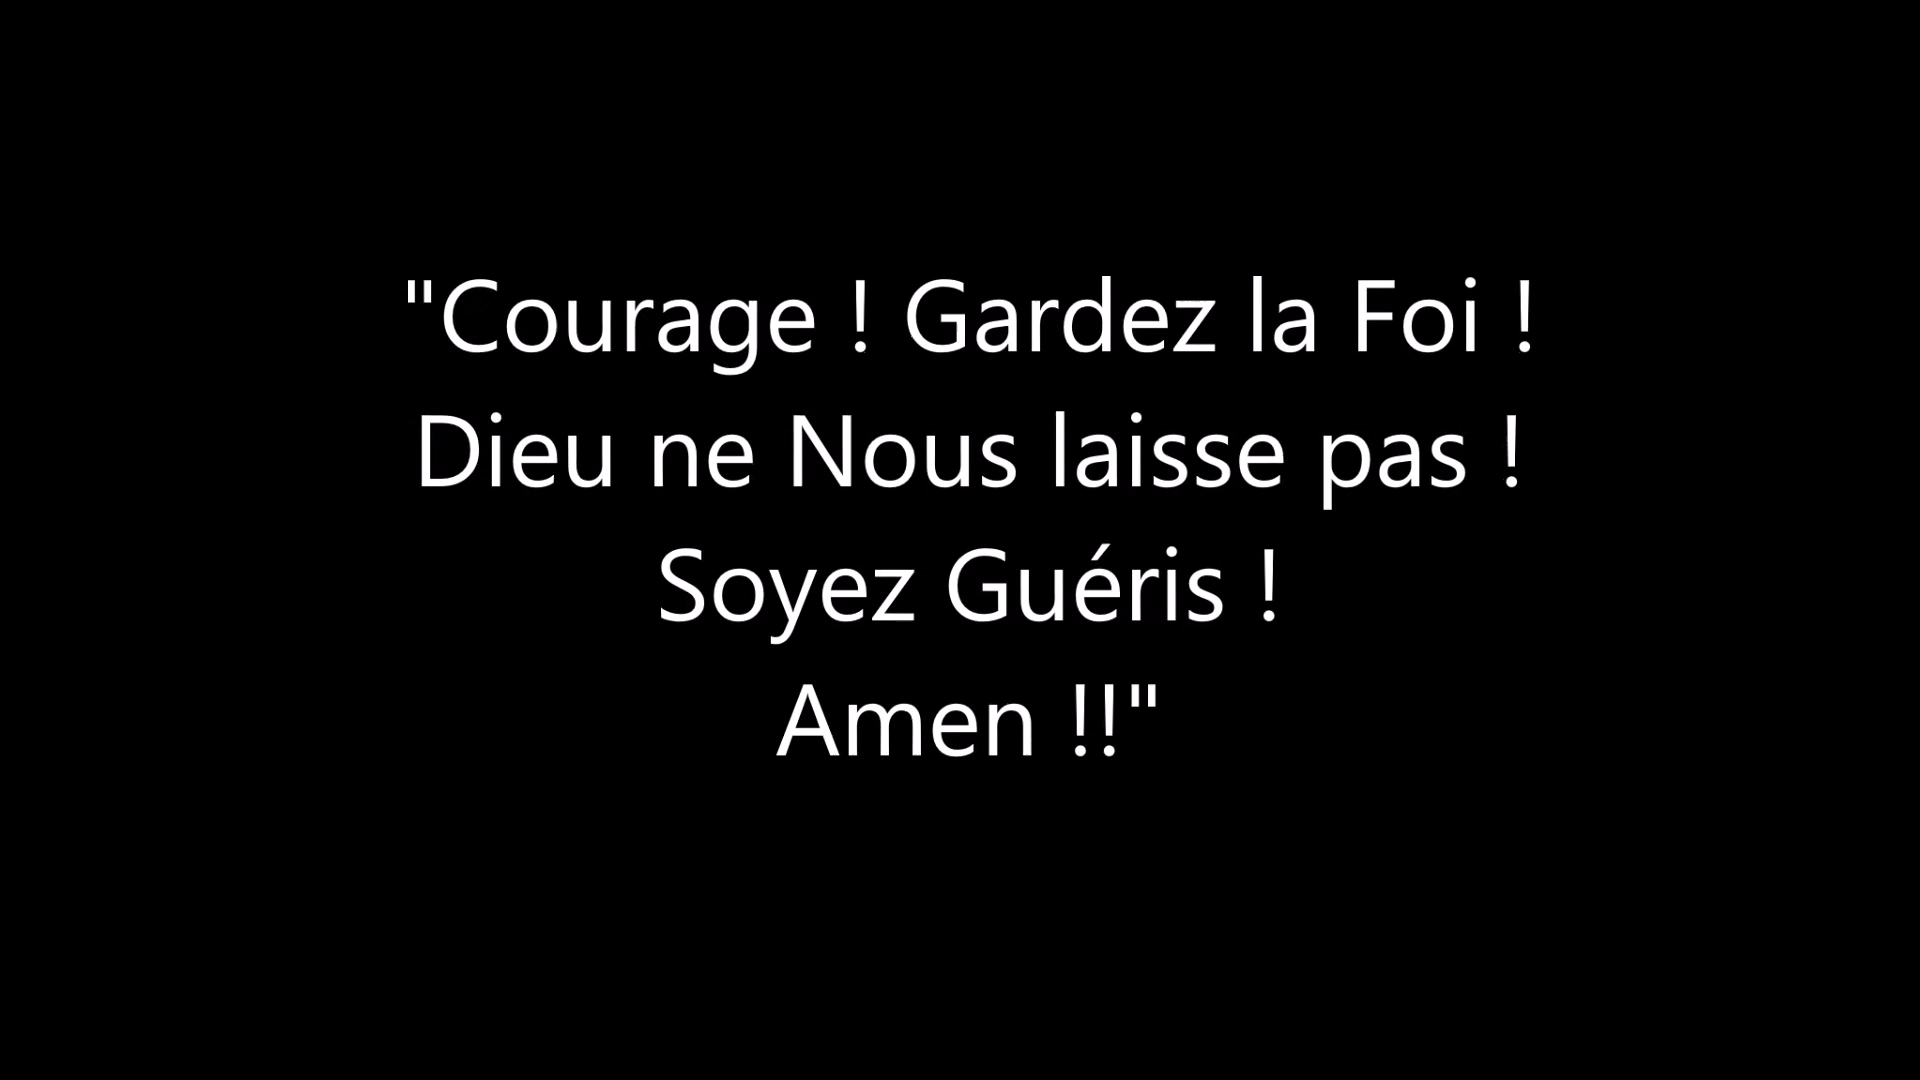 "Courage ! Gardez la Foi !
Dieu ne Nous laisse pas !
Soyez Guéris !
Amen !!"